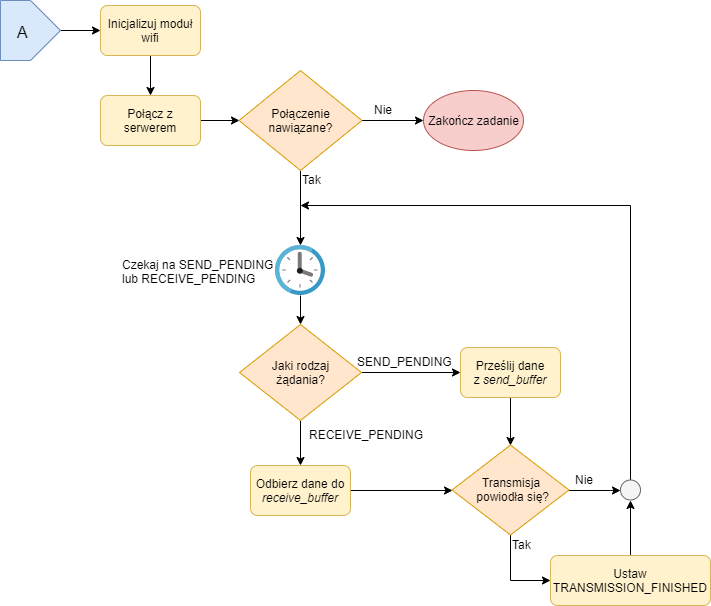 A
Inicjalizuj moduł
wifi
Połącz z
serwerem
Połączenie
nawiązane?
Nie
Zakończ zadanie
Tak
Czekaj na SEND_PENDING
lub RECEIVE_PENDING
Jaki rodzaj
żądania?
SEND_PENDING
Prześlij dane
z send_buffer
RECEIVE_PENDING
Odbierz dane do
receive_buffer
Transmisja
powiodła się?
Nie
Tak
Ustaw
TRANSMISSION_FINISHED